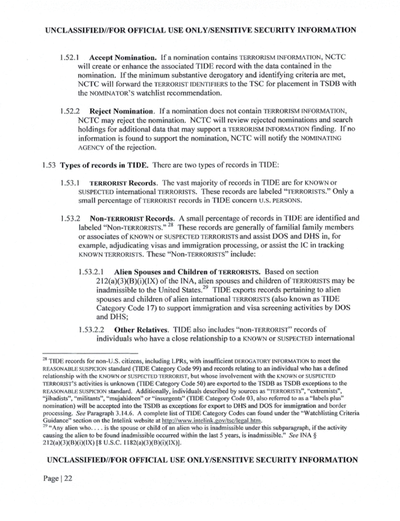 UNCLASSIFIED//FOR OFFICIAL USE ONLY/SENSITIVE SECURITY INFORMATION
1.52.1 Accept Nomination. If a nomination contains TERRORISM INFORMATION, NCTC
will create or enhance the associated TIDE record with the data contained in the
nomination. If the minimum substantive derogatory and identifying criteria are met,
NCTC will forward the TERRORIST IDENTIFIERS to the TSC for placement in TSDB with
the NOMINATOR's watchlist recommendation.
1.52.2 Reject Nomination. If a nomination does not contain TERRORISM INFORMATION,
NCTC may reject the nomination. NCTC will review rejected nominations and search
holdings for additional data that may support a TERRORISM INFORMATION finding. If no
information is found to support the nomination, NCTC will notify the NOMINATING
AGENCY of the rejection.
1.53 Types of records in TIDE. There are two types of records in TIDE:
1.53.1 TERRORIST Records. The vast majority of records in TIDE are for KNOWN or
SUSPECTED international TERRORISTS. These records are labeled "TERRORISTS." Only a
small percentage of TERRORIST records in TIDE concern U.S. PERSONS.
1.53.2 Non-TERRORIST Records. A small percentage of records in TIDE are identified and
labeled "Non-TERRORISTS." 28 These records are generally of familial family members
or associates of KNOWN or SUSPECTED TERRORISTS and assist DOS and DHS in, for
example, adjudicating visas and immigration processing, or assist the IC in tracking
KNOWN TERRORISTS. These "Non-TERRORISTS" include:
1.53.2.1 Alien Spouses and Children of TERRORISTS. Based on section
212(a)(3)(B)(i)(IX) of the INA, alien spouses and children of TERRORISTS may be
inadmissible to the United States.29 TIDE exports records pertaining to alien
spouses and children of alien international TERRORISTS (also known as TIDE
Category Code 17) to support immigration and visa screening activities by DOS
and DHS;
1.53.2.2 Other Relatives. TIDE also includes "non-TERRORIST" records of
individuals who have a close relationship to a KNOWN or SUSPECTED international
28 TIDE records for non-U.S. citizens, including LPRs, with insufficient DEROGATORY INFORMATION to meet the
REASONABLE SUSPICION standard (TIDE Category Code 99) and records relating to an individual who has a defined
relationship with the KNOWN or SUSPECTED TERRORIST, but whose involvement with the KNOWN or SUSPECTED
TERRORIST's activities is unknown (TIDE Category Code 50) are exported to the TSDB as TSDB exceptions to the
REASONABLE SUSPICION standard. Additionally, individuals described by sources as "TERRORISTS", "extremists",
"jihadists", "militants", "mujahideen" or "insurgents" (TIDE Category Code 03, also referred to as a "labels plus"
nomination) will be accepted into the TSDB as exceptions for export to DHS and DOS for immigration and border
processing. See Paragraph 3.14.6. A complete list of TIDE Category Codes can found under the "Watchlisting Criteria
Guidance" section on the Intelink website at http://www.intelink.gov/tsc/legal.htm.
29 "Any alien who. . . . is the spouse or child of an alien who is inadmissible under this subparagraph, if the activity
causing the alien to be found inadmissible occurred within the last 5 years, is inadmissible." See INA §
212(a)(3)(B)(i)(IX) [8 U.S.C. 1182(a)(3)(B)(i)(IX)].
UNCLASSIFIED//FOR OFFICIAL USE ONLY/SENSITIVE SECURITY INFORMATION
Page | 22